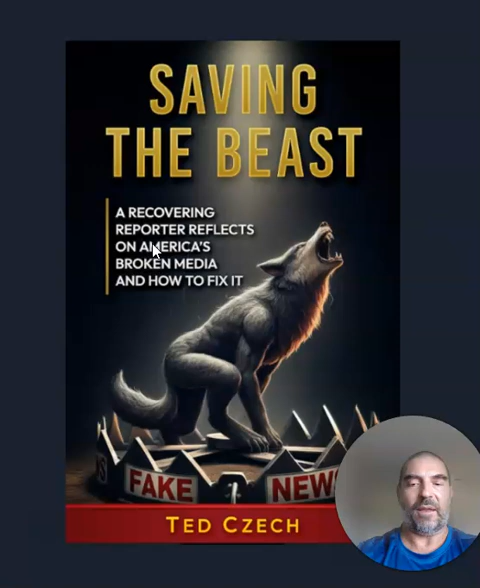 SAVING
THE BEAST
A RECOVERING
REPORTER REFLECTS
ON AMERICA'S
BROKEN MEDIA
AND HOW TO FIX IT
FAKE NEWS
TED CZECH